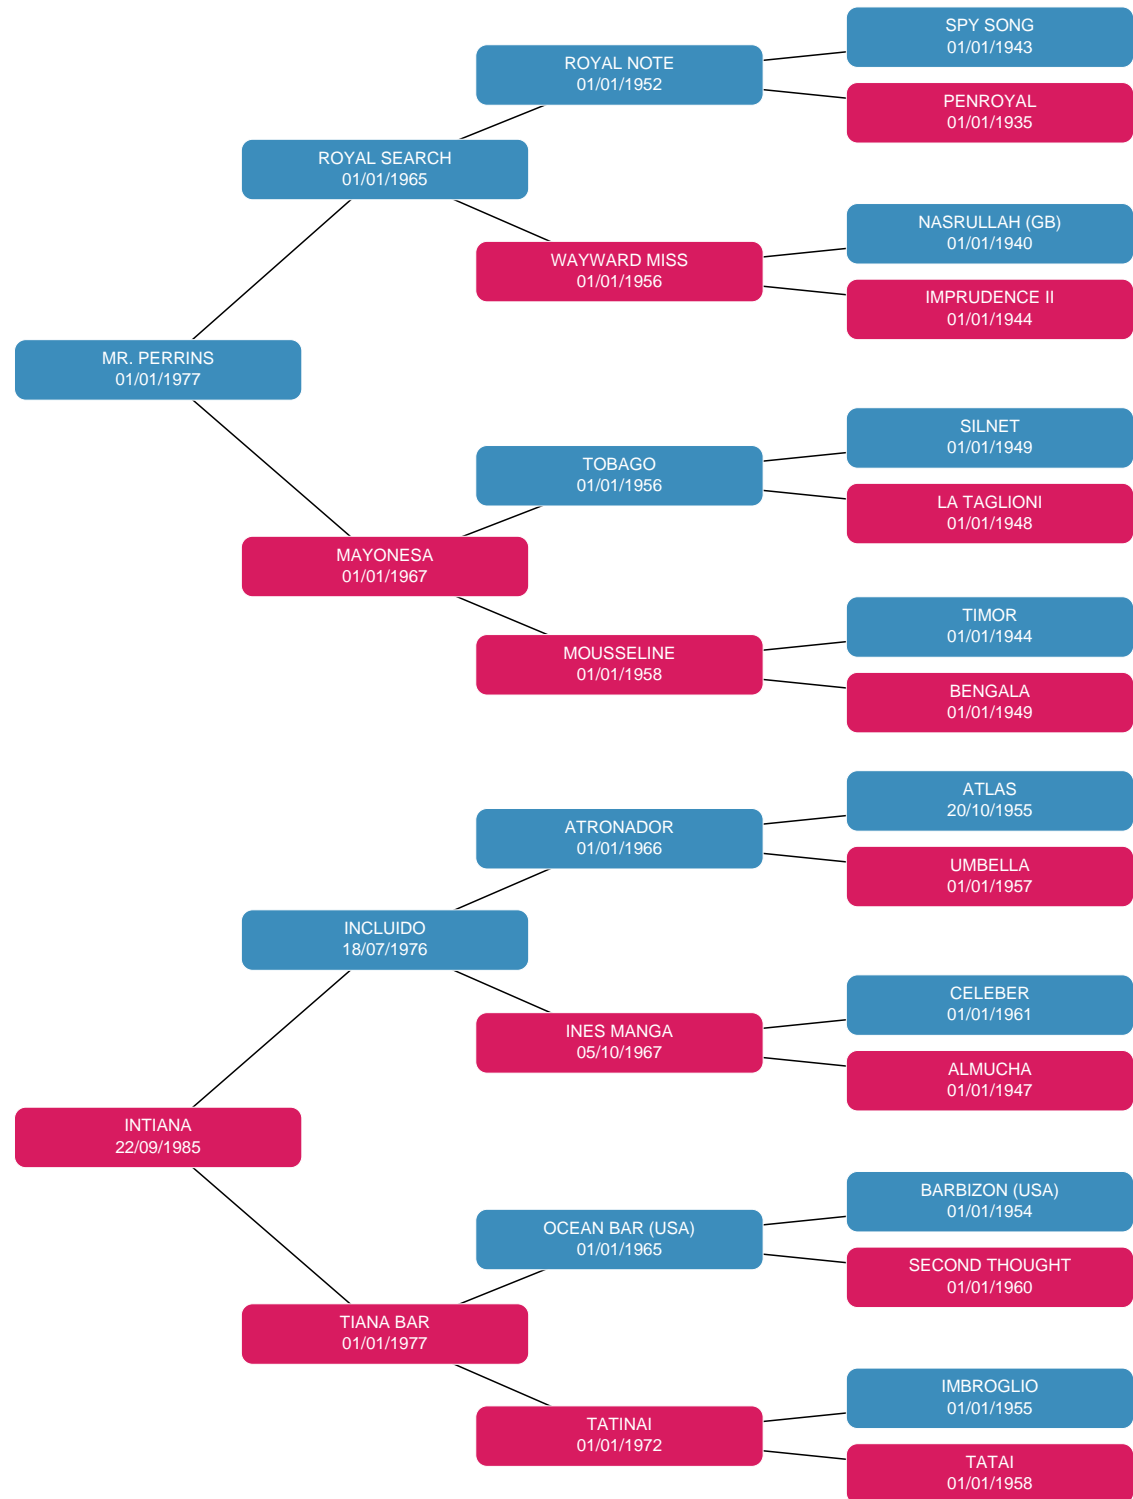 SPY SONG
01/01/1943
ROYAL NOTE
01/01/1952
PENROYAL
01/01/1935
ROYAL SEARCH
01/01/1965
NASRULLAH (GB)
01/01/1940
WAYWARD MISS
01/01/1956
IMPRUDENCE II
01/01/1944
MR. PERRINS
01/01/1977
SILNET
01/01/1949
TOBAGO
01/01/1956
LA TAGLIONI
01/01/1948
MAYONESA
01/01/1967
TIMOR
01/01/1944
MOUSSELINE
01/01/1958
BENGALA
01/01/1949
ATLAS
20/10/1955
ATRONADOR
01/01/1966
UMBELLA
01/01/1957
INCLUIDO
18/07/1976
CELEBER
01/01/1961
INES MANGA
05/10/1967
ALMUCHA
01/01/1947
INTIANA
22/09/1985
BARBIZON (USA)
01/01/1954
OCEAN BAR (USA)
01/01/1965
SECOND THOUGHT
01/01/1960
TIANA BAR
01/01/1977
IMBROGLIO
01/01/1955
TATINAI
01/01/1972
TATAI
01/01/1958